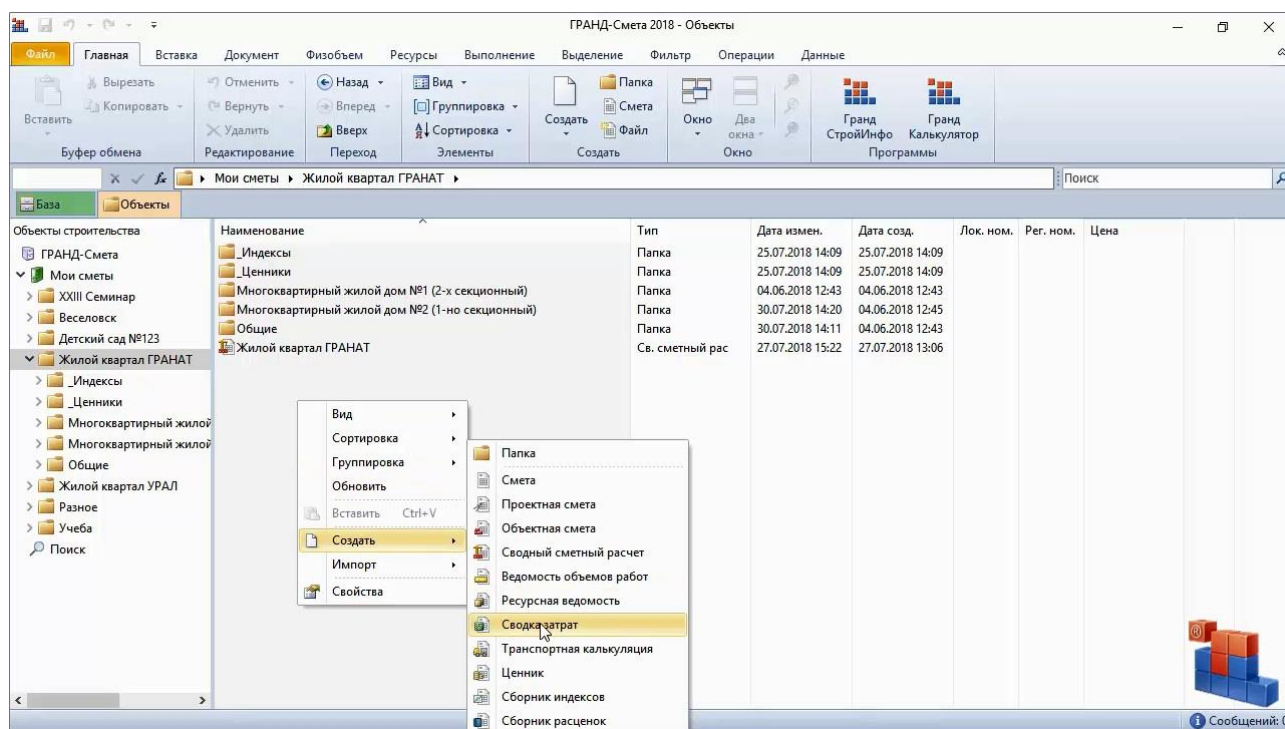 ГРАНД-Смета 2018 - Объекты
Файл Главная Вставка Документ Физобъем Ресурсы Выполнение Выделение Фильтр Операции Данные
Вставить Вырезать Копировать Отменить Вернуть Удалить Назад Вперед Вверх Вид Группировка Сортировка Создать Папка Смета Файл Окно Два окна Гранд СтройИнфо Гранд Калькулятор
Буфер обмена Редактирование Переход Элементы Создать Окно Программы
fx Мои сметы Жилой квартал ГРАНАТ Поиск
База Объекты
Объекты строительства
ГРАНД-Смета
Мои сметы
XXIII Семинар
Веселовск
Детский сад №123
Жилой квартал ГРАНАТ
_Индексы
_Ценники
Многоквартирный жилой
Многоквартирный жилой
Общие
Жилой квартал УРАЛ
Разное
Учеба
Поиск
Наименование Тип Дата измен. Дата созд. Лок. ном. Рег. ном. Цена
_Индексы Папка 25.07.2018 14:09 25.07.2018 14:09
_Ценники Папка 25.07.2018 14:09 25.07.2018 14:09
Многоквартирный жилой дом №1 (2-х секционный) Папка 04.06.2018 12:43 04.06.2018 12:43
Многоквартирный жилой дом №2 (1-но секционный) Папка 30.07.2018 14:20 04.06.2018 12:45
Общие Папка 30.07.2018 14:11 04.06.2018 12:43
Жилой квартал ГРАНАТ Св. сметный рас 27.07.2018 15:22 27.07.2018 13:06
Вид
Сортировка
Группировка
Обновить
Вставить Ctrl+V
Создать
Импорт
Свойства
Папка
Смета
Проектная смета
Объектная смета
Сводный сметный расчет
Ведомость объемов работ
Ресурсная ведомость
Сводка затрат
Транспортная калькуляция
Ценник
Сборник индексов
Сборник расценок
®
Сообщений: 0